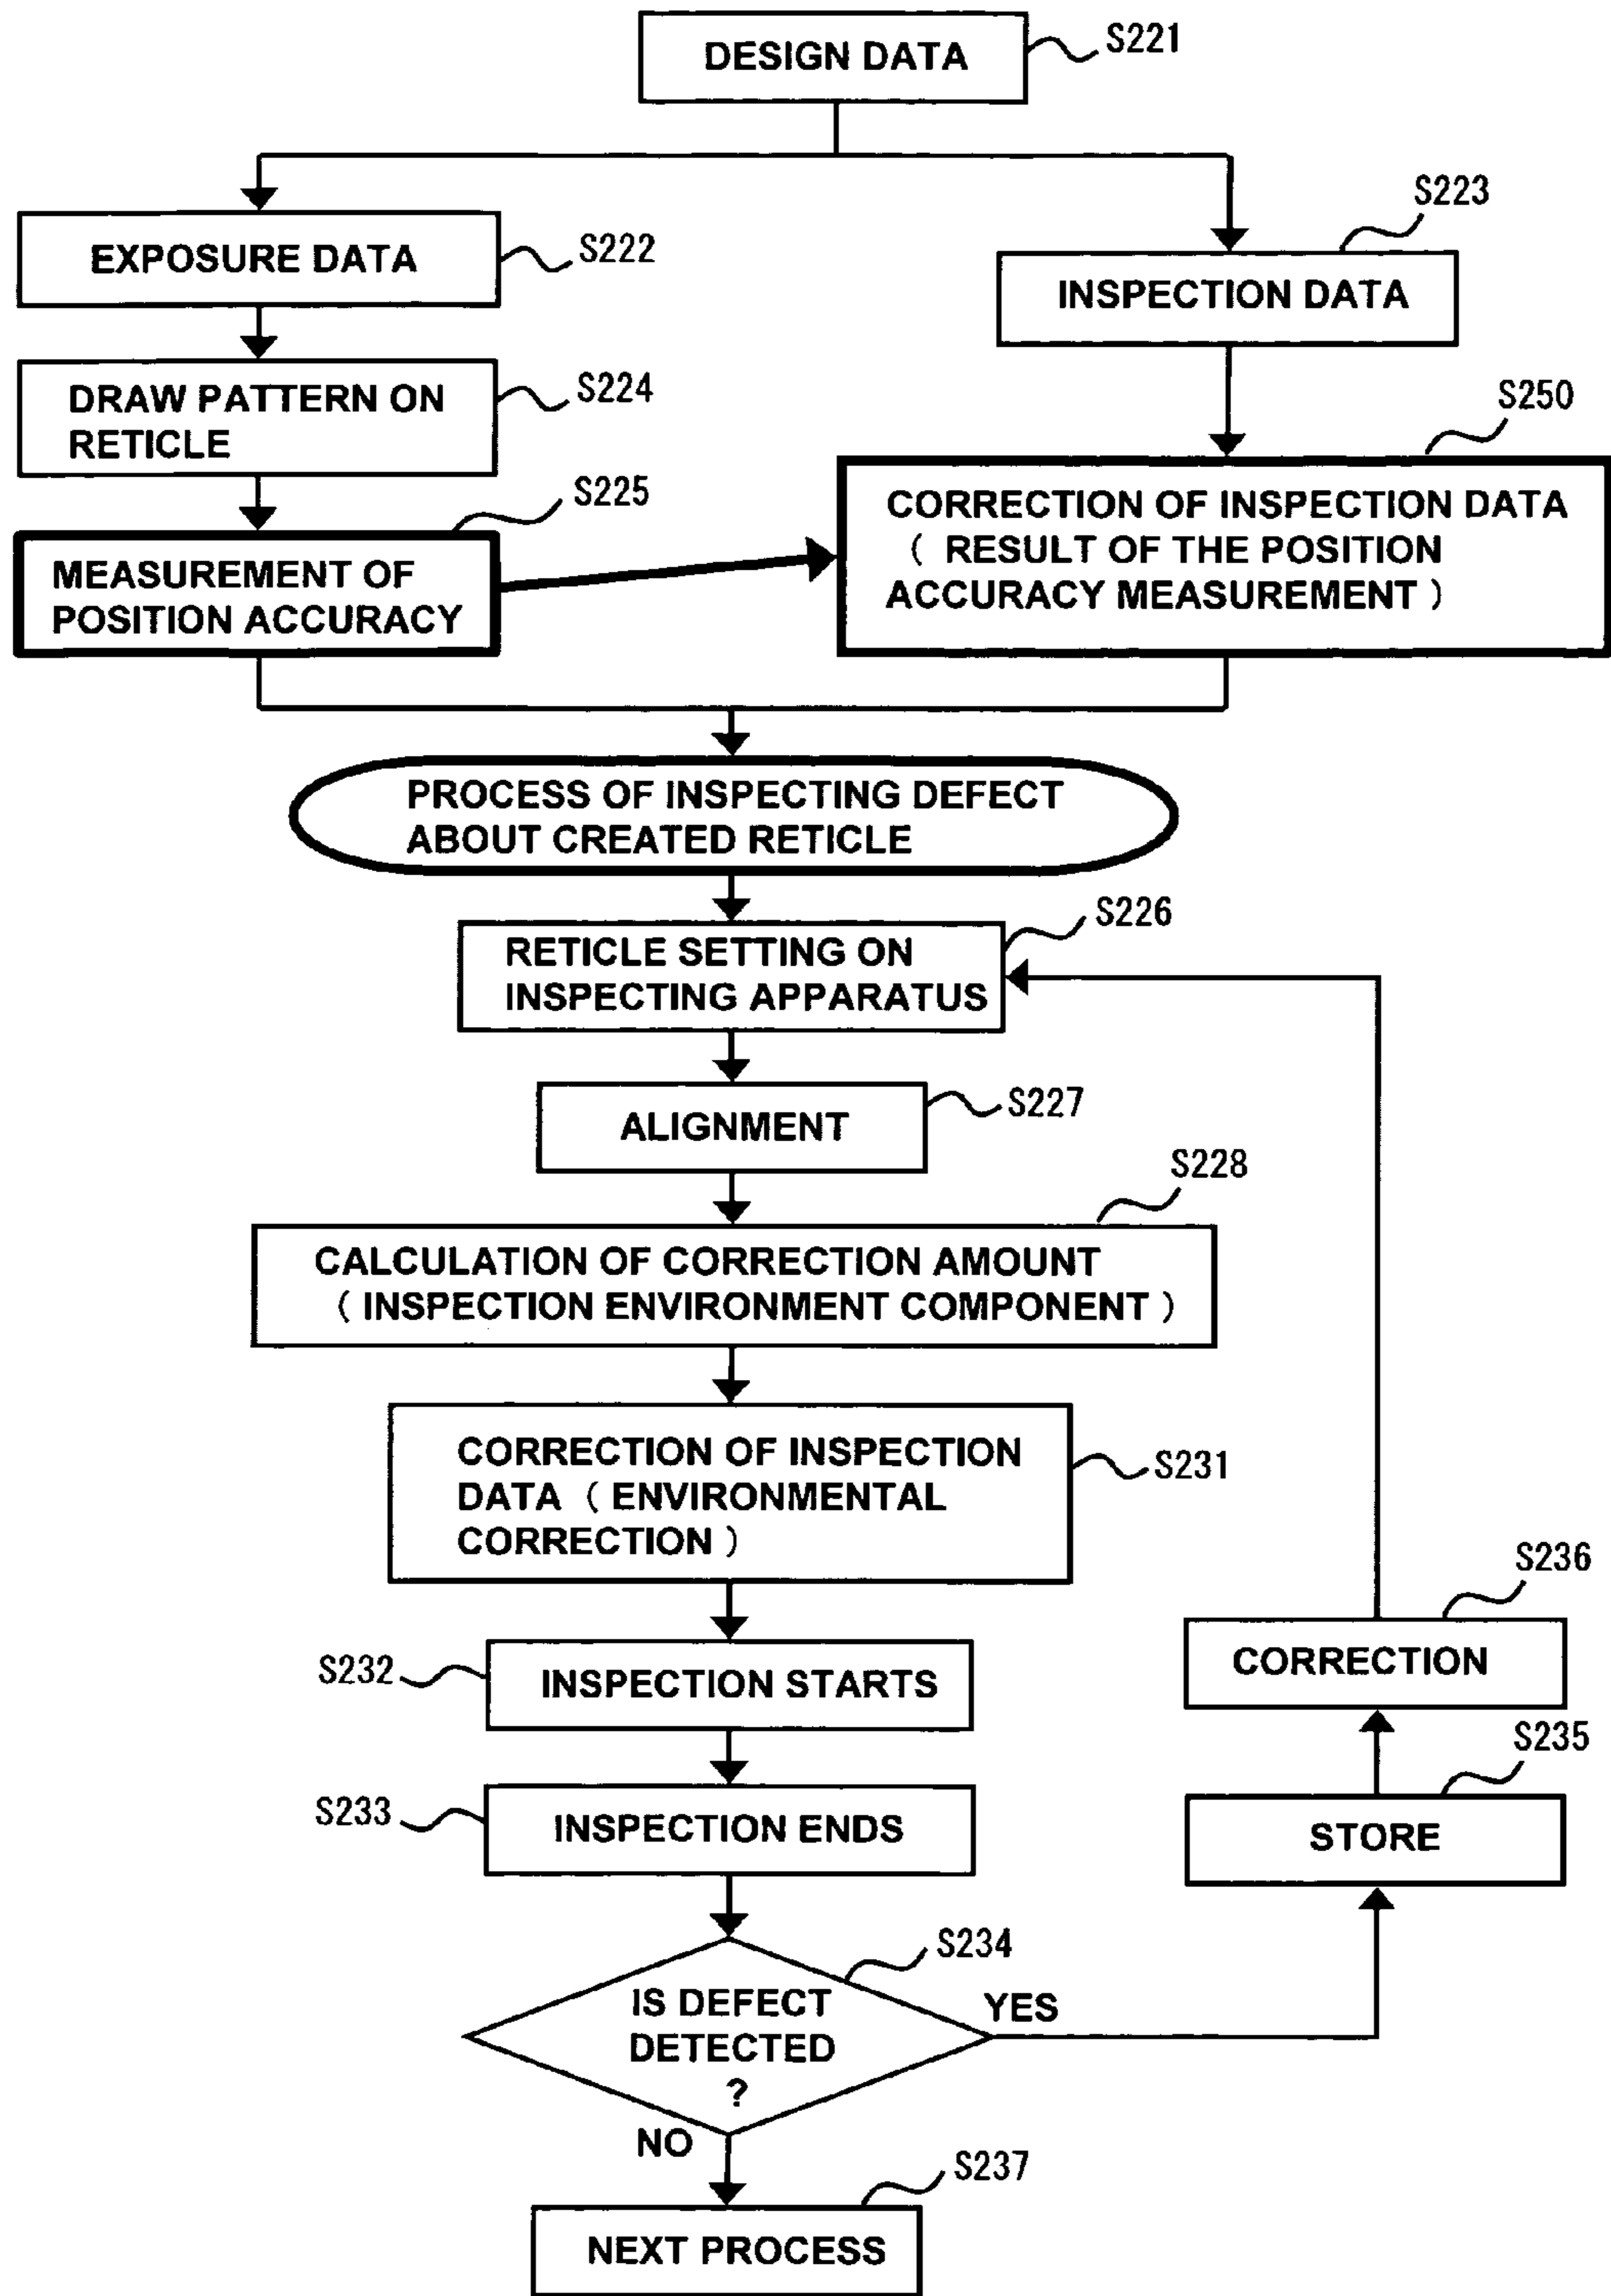 DESIGN DATA
S221
EXPOSURE DATA
S222
S223
INSPECTION DATA
DRAW PATTERN ON
RETICLE
S224
S225
MEASUREMENT OF
POSITION ACCURACY
S250
CORRECTION OF INSPECTION DATA
( RESULT OF THE POSITION
ACCURACY MEASUREMENT )
PROCESS OF INSPECTING DEFECT
ABOUT CREATED RETICLE
S226
RETICLE SETTING ON
INSPECTING APPARATUS
ALIGNMENT
S227
S228
CALCULATION OF CORRECTION AMOUNT
( INSPECTION ENVIRONMENT COMPONENT )
CORRECTION OF INSPECTION
DATA ( ENVIRONMENTAL
CORRECTION )
S231
S232
INSPECTION STARTS
S236
CORRECTION
S233
INSPECTION ENDS
S235
STORE
S234
IS DEFECT
DETECTED
?
YES
NO
S237
NEXT PROCESS